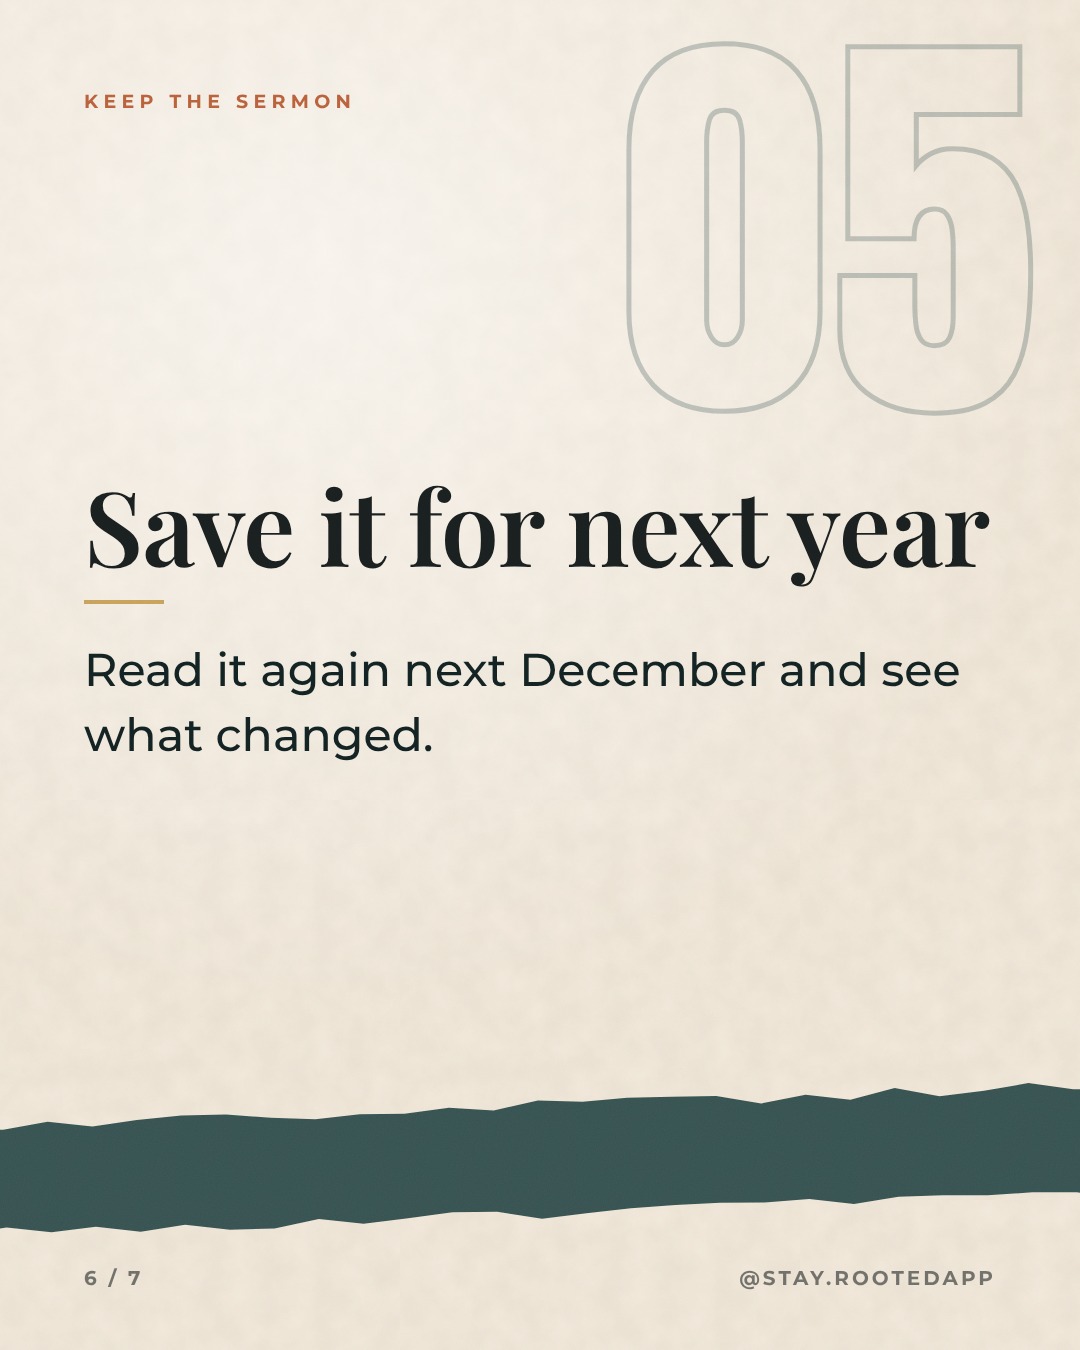 KEEP THE SERMON
05
Save it for next year
Read it again next December and see
what changed.
6 / 7
@STAY.ROOTEDAPP